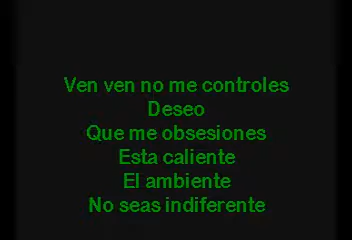 Ven ven no me controles
Deseo
Que me obsesiones
Esta caliente
El ambiente
No seas indiferente